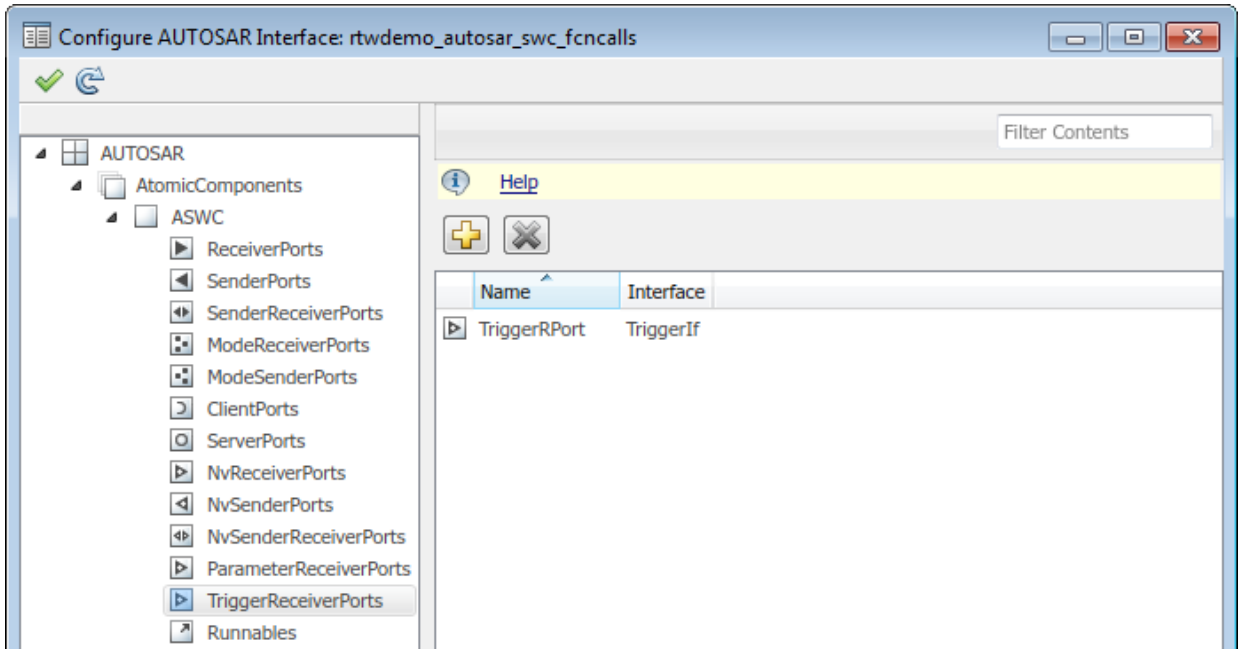 Configure AUTOSAR Interface: rtwdemo_autosar_swc_fcncalls
Filter Contents
AUTOSAR
AtomicComponents
ASWC
ReceiverPorts
SenderPorts
SenderReceiverPorts
ModeReceiverPorts
ModeSenderPorts
ClientPorts
ServerPorts
NvReceiverPorts
NvSenderPorts
NvSenderReceiverPorts
ParameterReceiverPorts
TriggerReceiverPorts
Runnables
Help
Name Interface
TriggerRPort TriggerIf